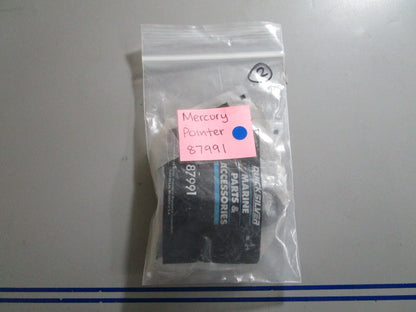 2
Mercury
Pointer
87991
QUICKSILVER
MARINE
PARTS &
ACCESSORIES
87991